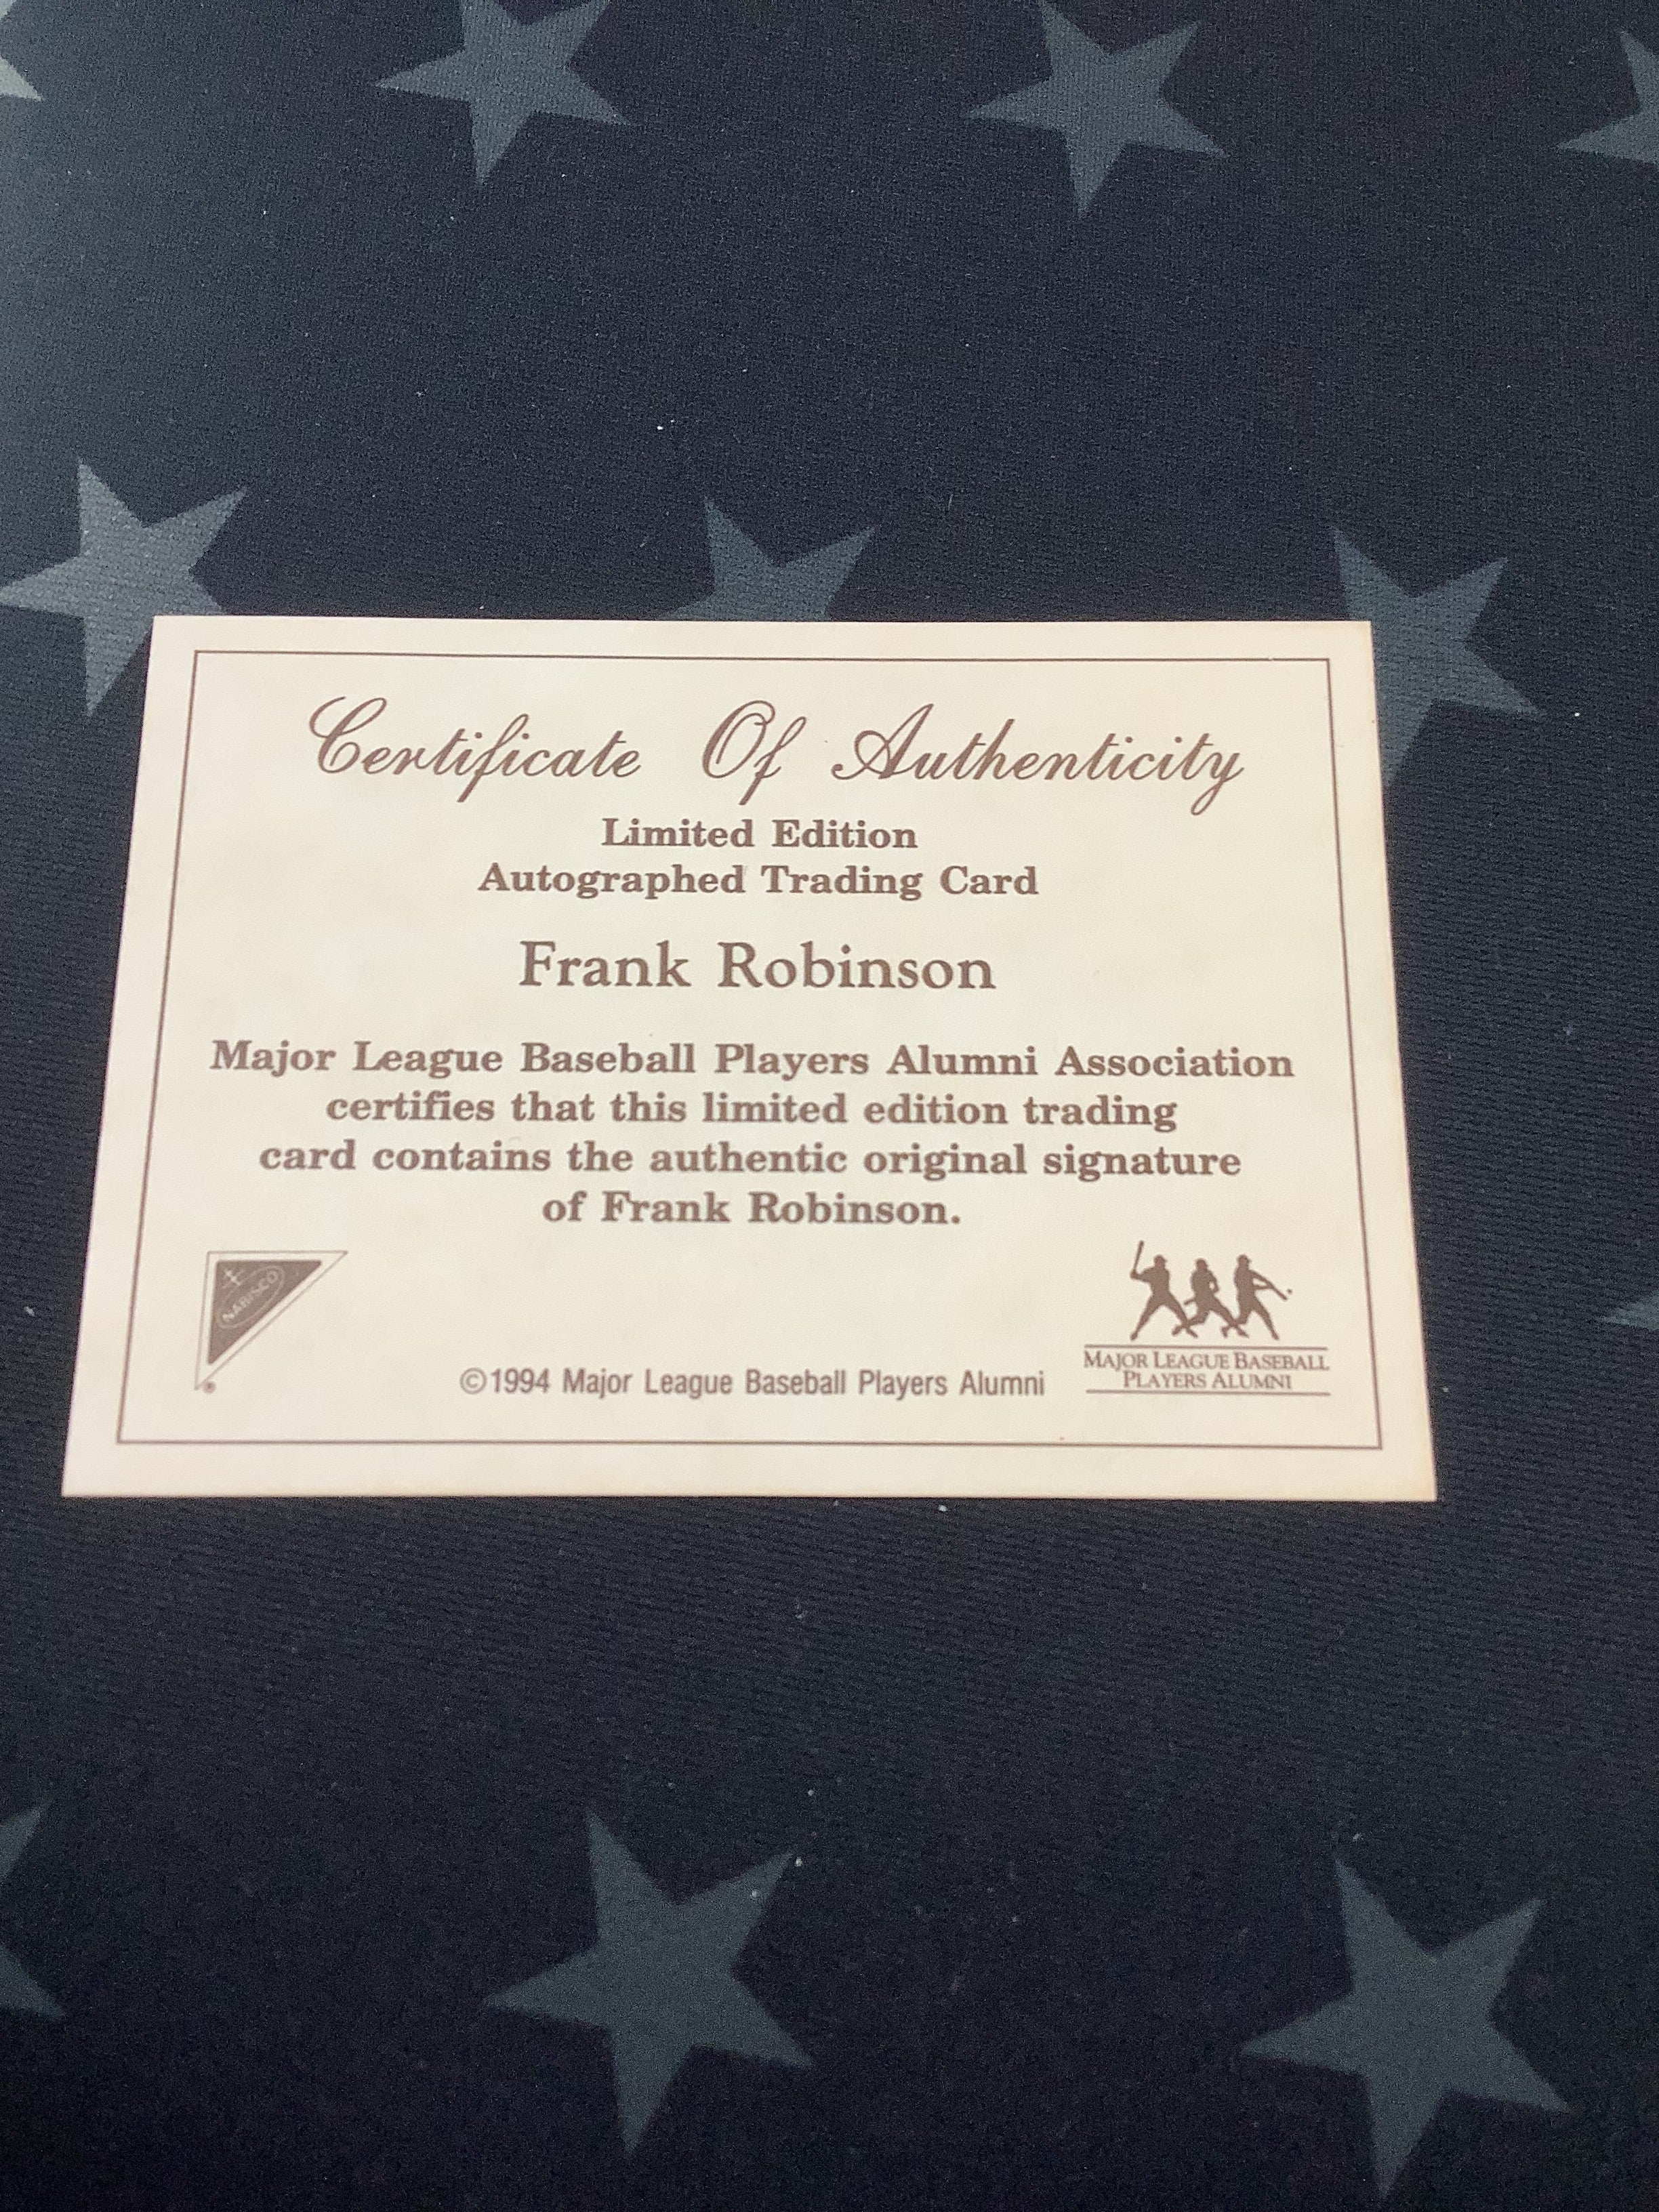 Certificate Of Authenticity
Limited Edition
Autographed Trading Card
Frank Robinson
Major League Baseball Players Alumni Association
certifies that this limited edition trading
card contains the authentic original signature
of Frank Robinson.
NABISCO
©1994 Major League Baseball Players Alumni
MAJOR LEAGUE BASEBALL
PLAYERS ALUMNI